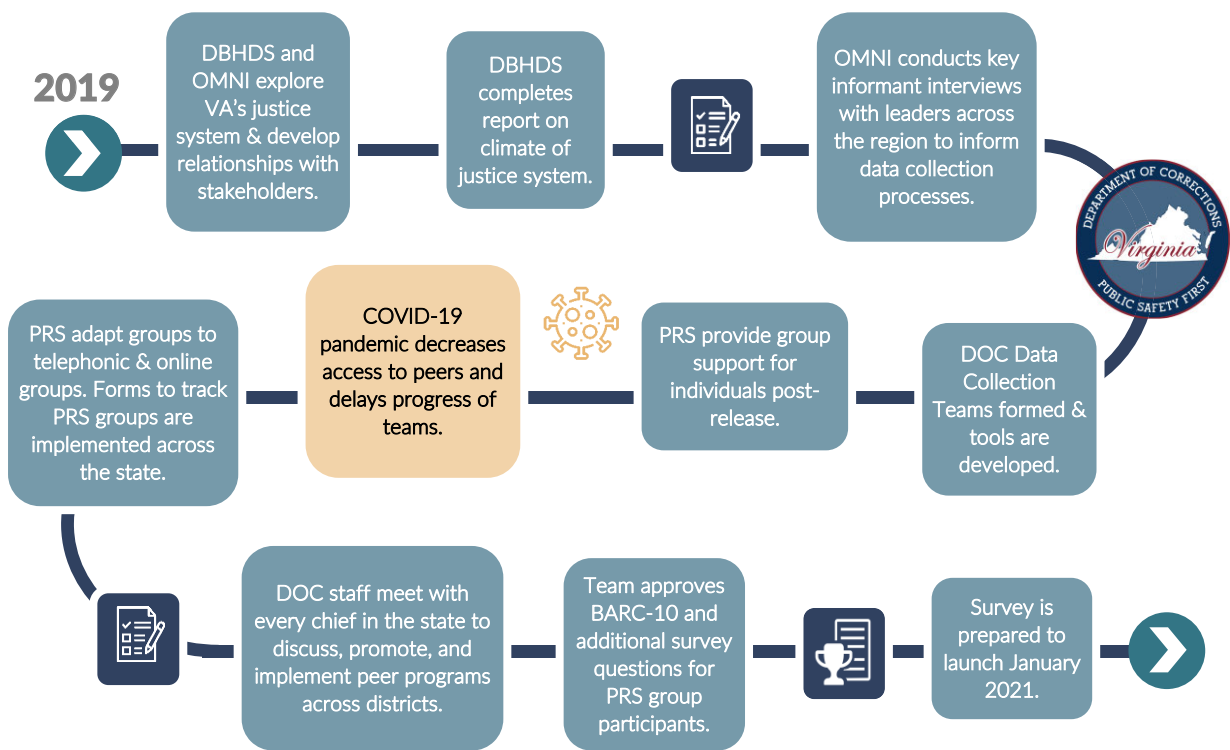 2019
DBHDS and
OMNI explore
VA's justice
system & develop
relationships with
stakeholders.
DBHDS
completes
report on
climate of
justice system.
OMNI conducts key
informant interviews
with leaders across
the region to inform
data collection
processes.
DEPARTMENT OF CORRECTIONS
Virginia
PUBLIC SAFETY FIRST
DOC Data
Collection
Teams formed &
tools are
developed.
PRS provide group
support for
individuals post-
release.
COVID-19
pandemic decreases
access to peers and
delays progress of
teams.
PRS adapt groups to
telephonic & online
groups. Forms to track
PRS groups are
implemented across
the state.
DOC staff meet with
every chief in the state to
discuss, promote, and
implement peer programs
across districts.
Team approves
BARC-10 and
additional survey
questions for
PRS group
participants.
Survey is
prepared to
launch January
2021.